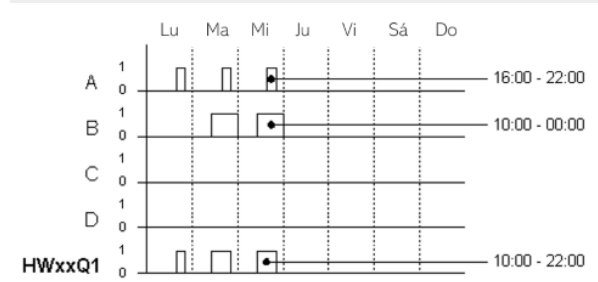 Lu Ma Mi Ju Vi Sá Do
A 1 0 16:00 - 22:00
B 1 0 10:00 - 00:00
C 1 0
D 1 0
HWxxQ1 1 0 10:00 - 22:00